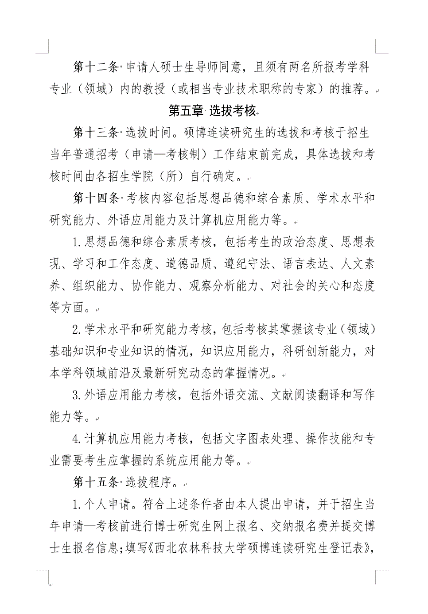 第十二条 申请人硕士生导师同意，且须有两名所报考学科
专业（领域）内的教授（或相当专业技术职称的专家）的推荐。
第五章 选拔考核
第十三条 选拔时间。硕博连读研究生的选拔和考核于招生
当年普通招考（申请—考核制）工作结束前完成，具体选拔和考
核时间由各招生学院（所）自行确定。
第十四条 考核内容包括思想品德和综合素质、学术水平和
研究能力、外语应用能力及计算机应用能力等。
1.思想品德和综合素质考核，包括考生的政治态度、思想表
现、学习和工作态度、道德品质、遵纪守法、语言表达、人文素
养、组织能力、协作能力、观察分析能力、对社会的关心和态度
等方面。
2.学术水平和研究能力考核，包括考核其掌握该专业（领域）
基础知识和专业知识的情况，知识应用能力，科研创新能力，对
本学科领域前沿及最新研究动态的掌握情况。
3.外语应用能力考核，包括外语交流、文献阅读翻译和写作
能力等。
4.计算机应用能力考核，包括文字图表处理、操作技能和专
业需要考生应掌握的系统应用能力等。
第十五条 选拔程序。
1.个人申请。符合上述条件者由本人提出申请，并于招生当
年申请—考核前进行博士研究生网上报名、交纳报名费并提交博
士生报名信息；填写《西北农林科技大学硕博连读研究生登记表》，